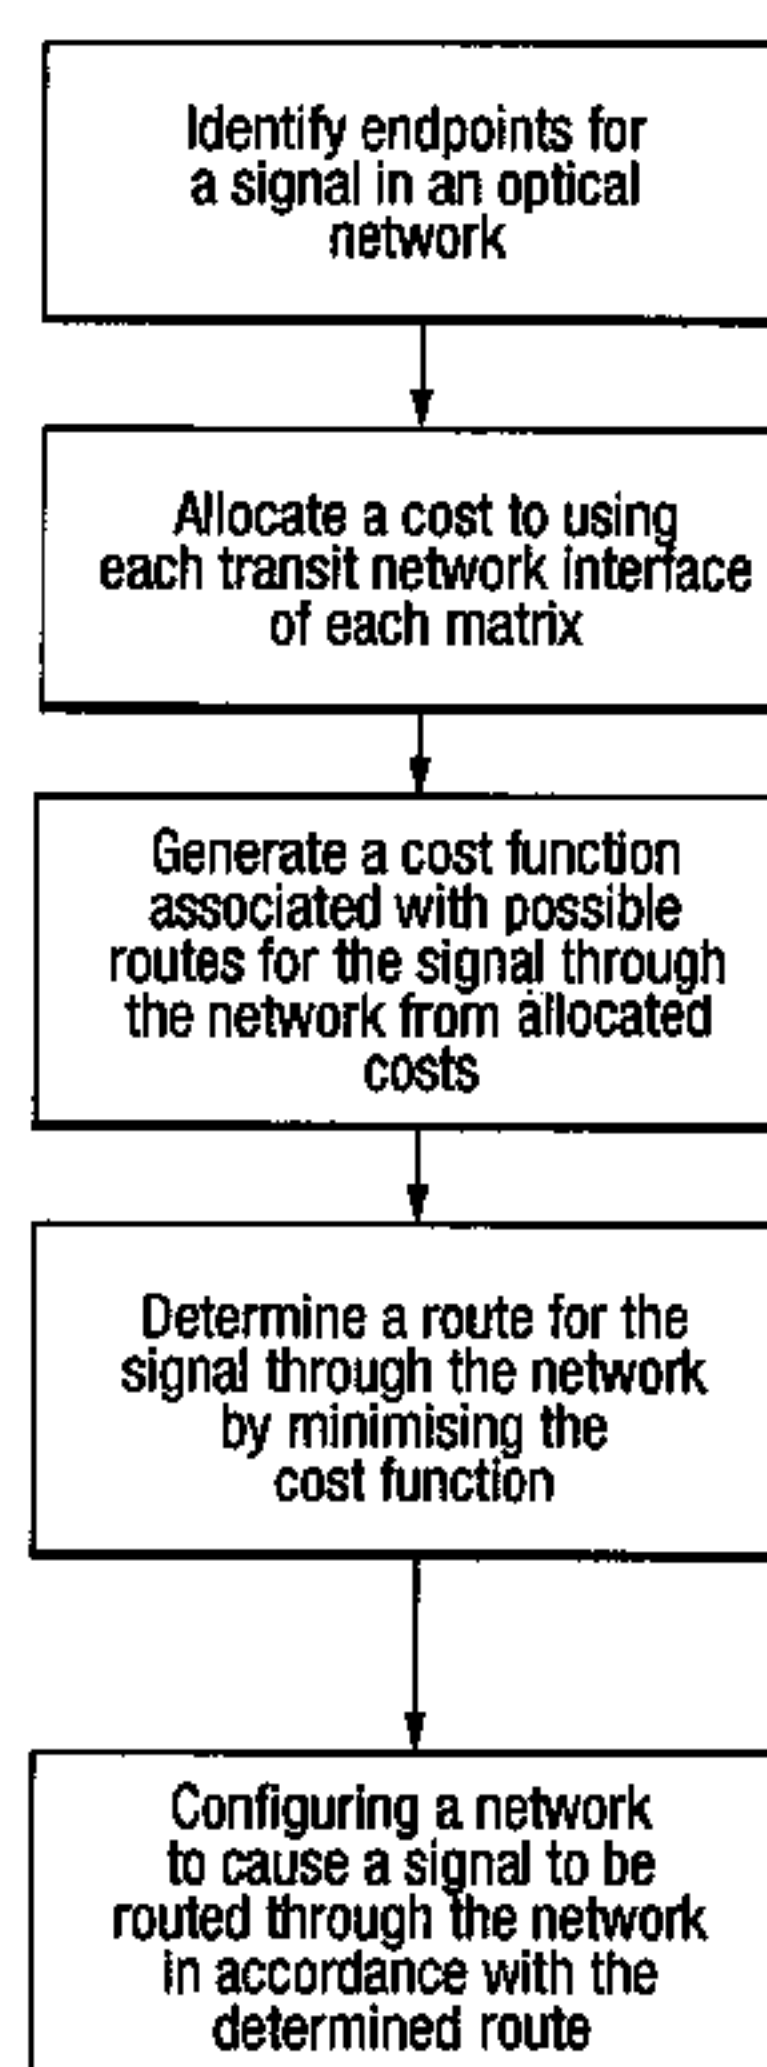 Identify endpoints for
a signal in an optical
network
Allocate a cost to using
each transit network interface
of each matrix
Generate a cost function
associated with possible
routes for the signal through
the network from allocated
costs
Determine a route for the
signal through the network
by minimising the
cost function
Configuring a network
to cause a signal to be
routed through the network
in accordance with the
determined route